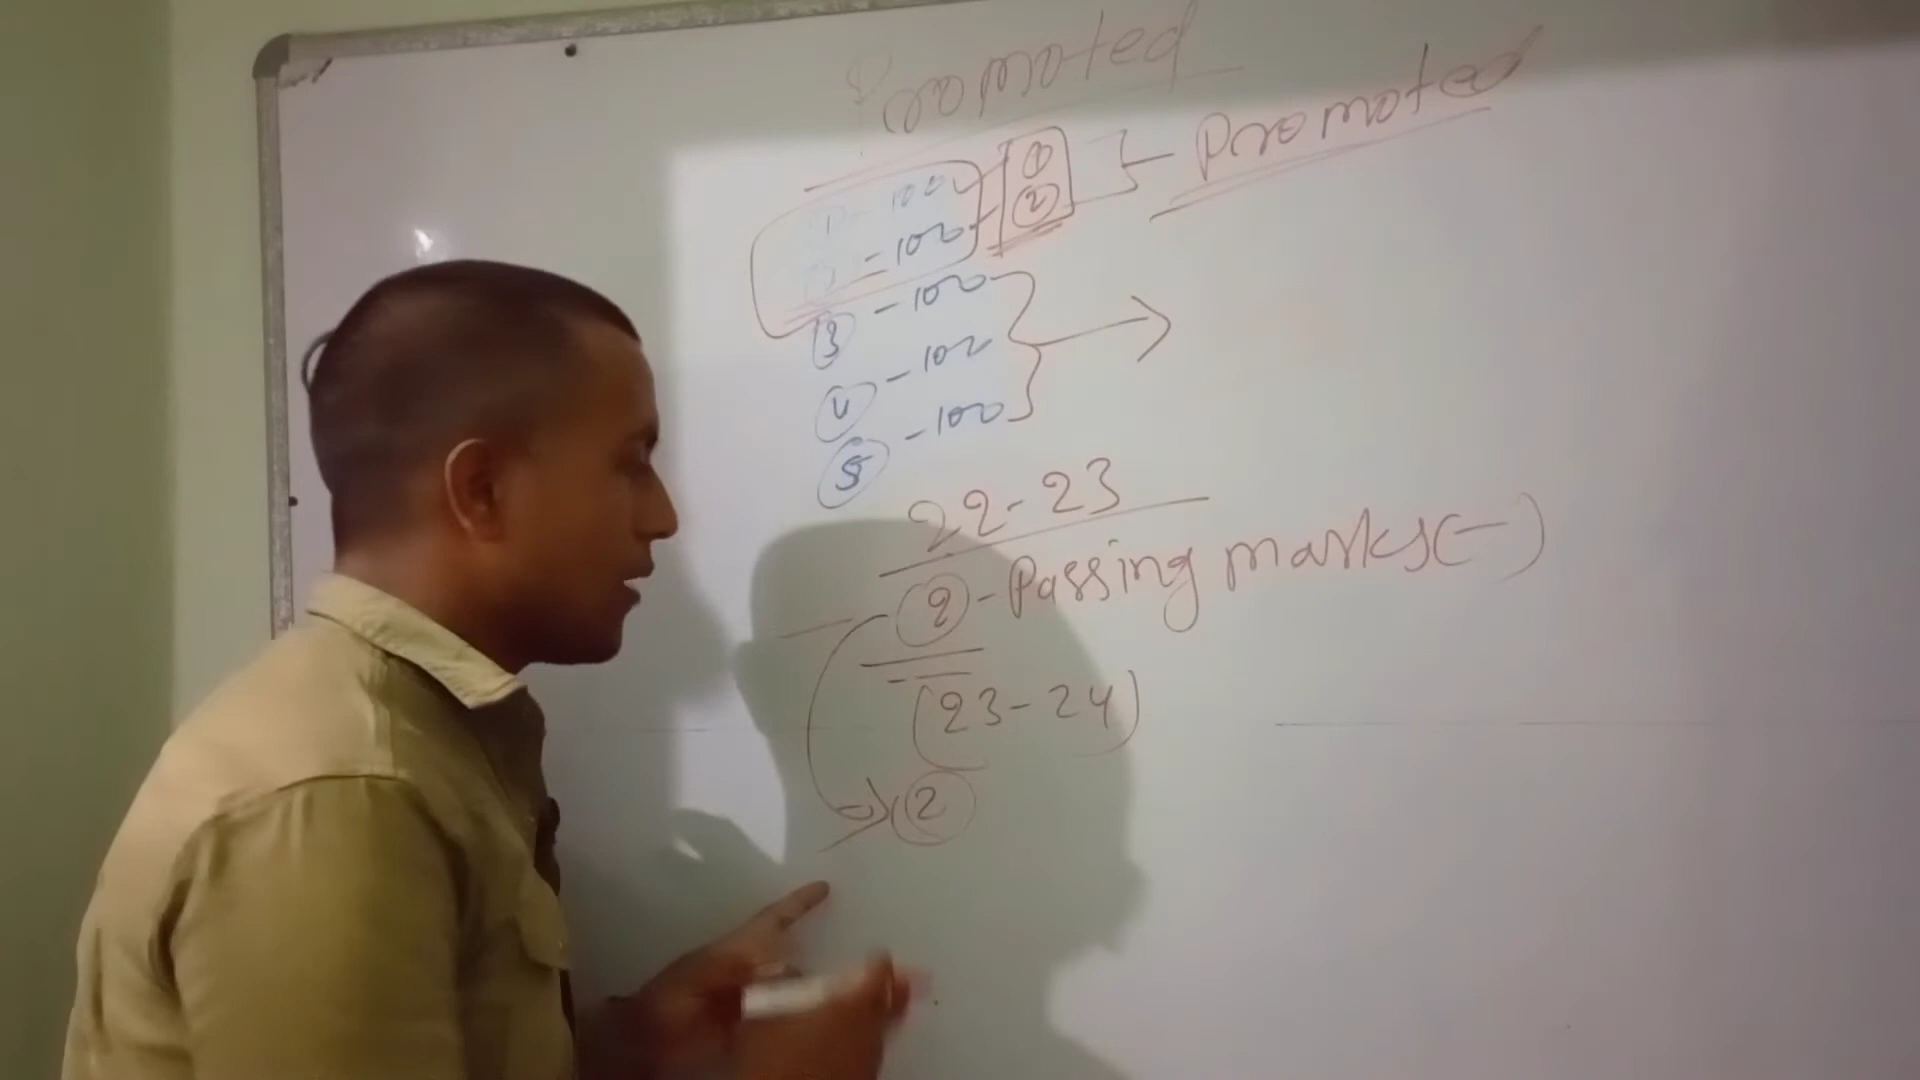 Promoted
1 - 100 ①
- 100 ② } - Promoted
③ - 100
④ - 100
⑤ - 100
22-23
② - Passing marks (-)
(23-24)
②